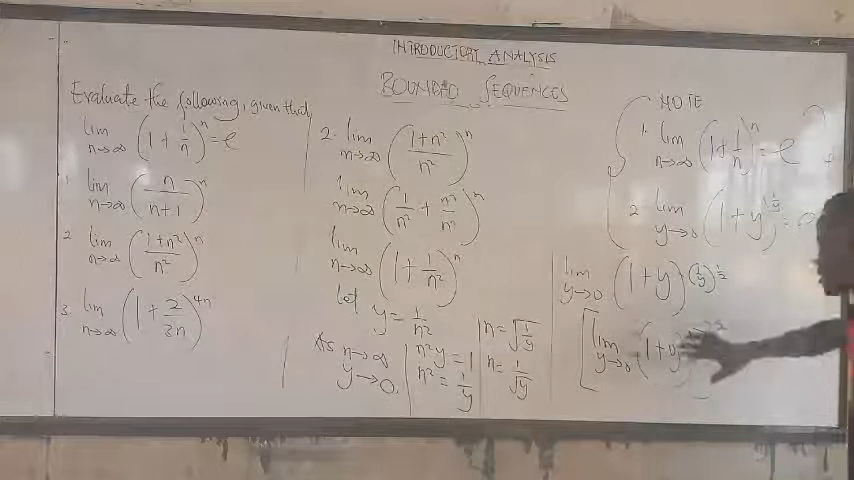 INTRODUCTORY ANALYSIS
BOUNDED SEQUENCES
Evaluate the following, given that
lim n→∞ (1 + 1/n)^n = e
1. lim n→∞ (n/(n+1))^n
2. lim n→∞ ((1+n²)/n²)^n
3. lim n→∞ (1 + 2/3n)^4n
2. lim n→∞ ((1+n²)/n²)^n
lim n→∞ (1/n² + n²/n²)^n
lim n→∞ (1 + 1/n²)^n
let y = 1/n²
As n→∞
y→0,
n²y = 1
n² = 1/y
n = √(1/y)
n = 1/√y
NOTE
1. lim n→∞ (1 + 1/n)^n = e
2. lim y→0 (1 + y)^1/y =
lim y→0 (1 + y)^(1/y)^1/2
[lim y→0 (1 + y)